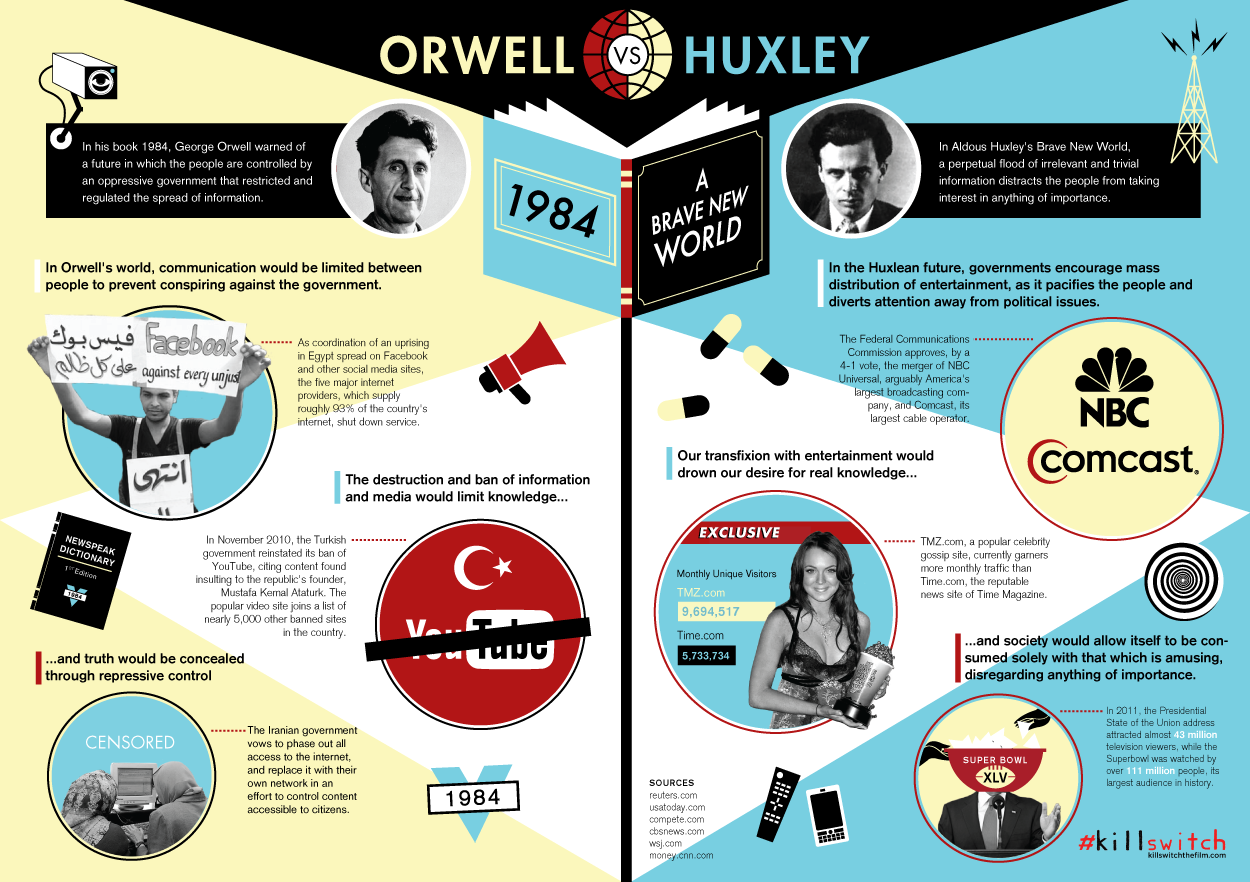 ORWELL VS HUXLEY
In his book 1984, George Orwell warned of
a future in which the people are controlled by
an oppressive government that restricted and
regulated the spread of information.
1984
A
BRAVE NEW
WORLD
In Aldous Huxley's Brave New World,
a perpetual flood of irrelevant and trivial
information distracts the people from taking
interest in anything of importance.
In Orwell's world, communication would be limited between
people to prevent conspiring against the government.
فيس بوك
على كل ظالم
Facebook
against every unjust
انتهى
As coordination of an uprising
in Egypt spread on Facebook
and other social media sites,
the five major internet
providers, which supply
roughly 93% of the country's
internet, shut down service.
The destruction and ban of information
and media would limit knowledge...
NEWSPEAK
DICTIONARY
1ST Edition
1984
In November 2010, the Turkish
government reinstated its ban of
YouTube, citing content found
insulting to the republic's founder,
Mustafa Kemal Ataturk. The
popular video site joins a list of
nearly 5,000 other banned sites
in the country.
YouTube
...and truth would be concealed
through repressive control
CENSORED
The Iranian government
vows to phase out all
access to the internet,
and replace it with their
own network in an
effort to control content
accessible to citizens.
1984
In the Huxlean future, governments encourage mass
distribution of entertainment, as it pacifies the people and
diverts attention away from political issues.
The Federal Communications
Commission approves, by a
4-1 vote, the merger of NBC
Universal, arguably America's
largest broadcasting com-
pany, and Comcast, its
largest cable operator.
NBC
Comcast®
Our transfixion with entertainment would
drown our desire for real knowledge...
EXCLUSIVE
Monthly Unique Visitors
TMZ.com
9,694,517
Time.com
5,733,734
TMZ.com, a popular celebrity
gossip site, currently garners
more monthly traffic than
Time.com, the reputable
news site of Time Magazine.
...and society would allow itself to be con-
sumed solely with that which is amusing,
disregarding anything of importance.
SUPER BOWL
XLV
In 2011, the Presidential
State of the Union address
attracted almost 43 million
television viewers, while the
Superbowl was watched by
over 111 million people, its
largest audience in history.
SOURCES
reuters.com
usatoday.com
compete.com
cbsnews.com
wsj.com
money.cnn.com
#killswitch
killswitchthefilm.com